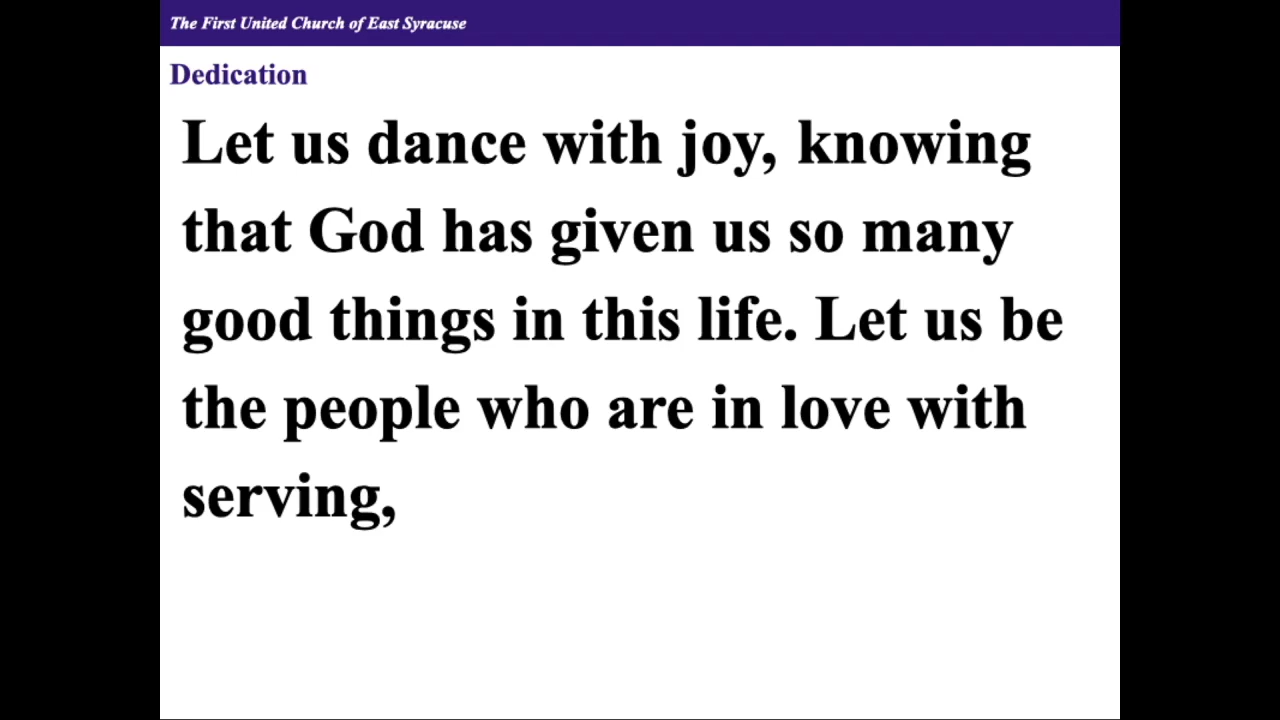 The First United Church of East Syracuse
Dedication
Let us dance with joy, knowing
that God has given us so many
good things in this life. Let us be
the people who are in love with
serving,